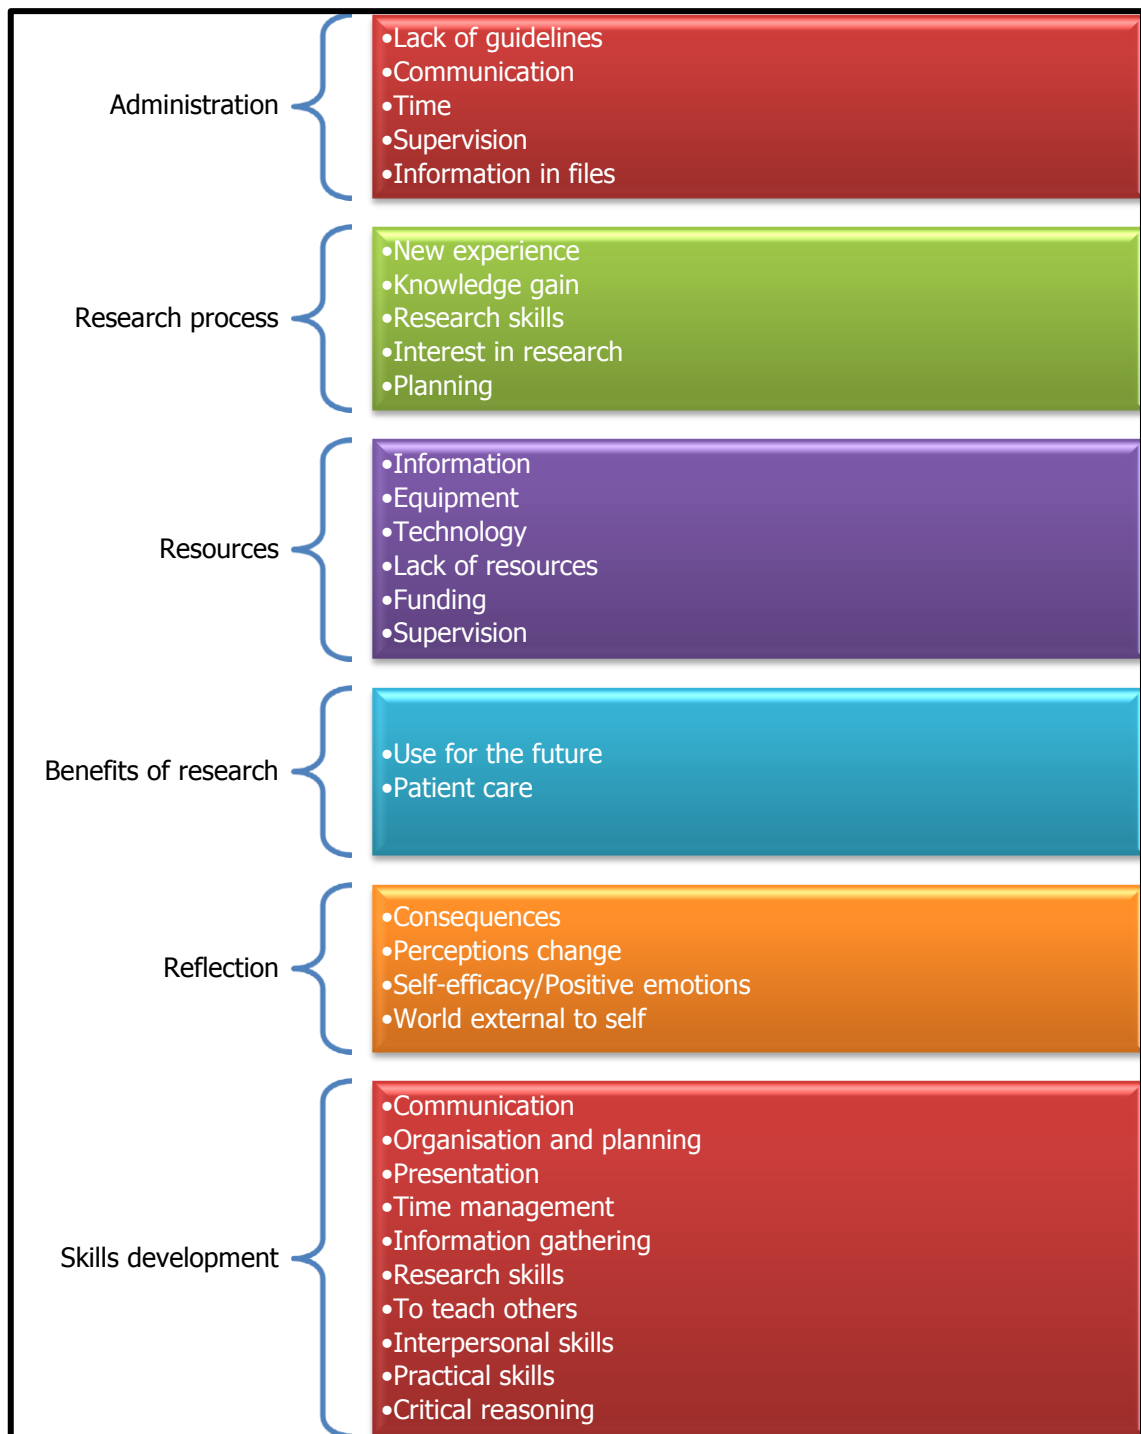 Administration
•Lack of guidelines
•Communication
•Time
•Supervision
•Information in files
Research process
•New experience
•Knowledge gain
•Research skills
•Interest in research
•Planning
Resources
•Information
•Equipment
•Technology
•Lack of resources
•Funding
•Supervision
Benefits of research
•Use for the future
•Patient care
Reflection
•Consequences
•Perceptions change
•Self-efficacy/Positive emotions
•World external to self
Skills development
•Communication
•Organisation and planning
•Presentation
•Time management
•Information gathering
•Research skills
•To teach others
•Interpersonal skills
•Practical skills
•Critical reasoning